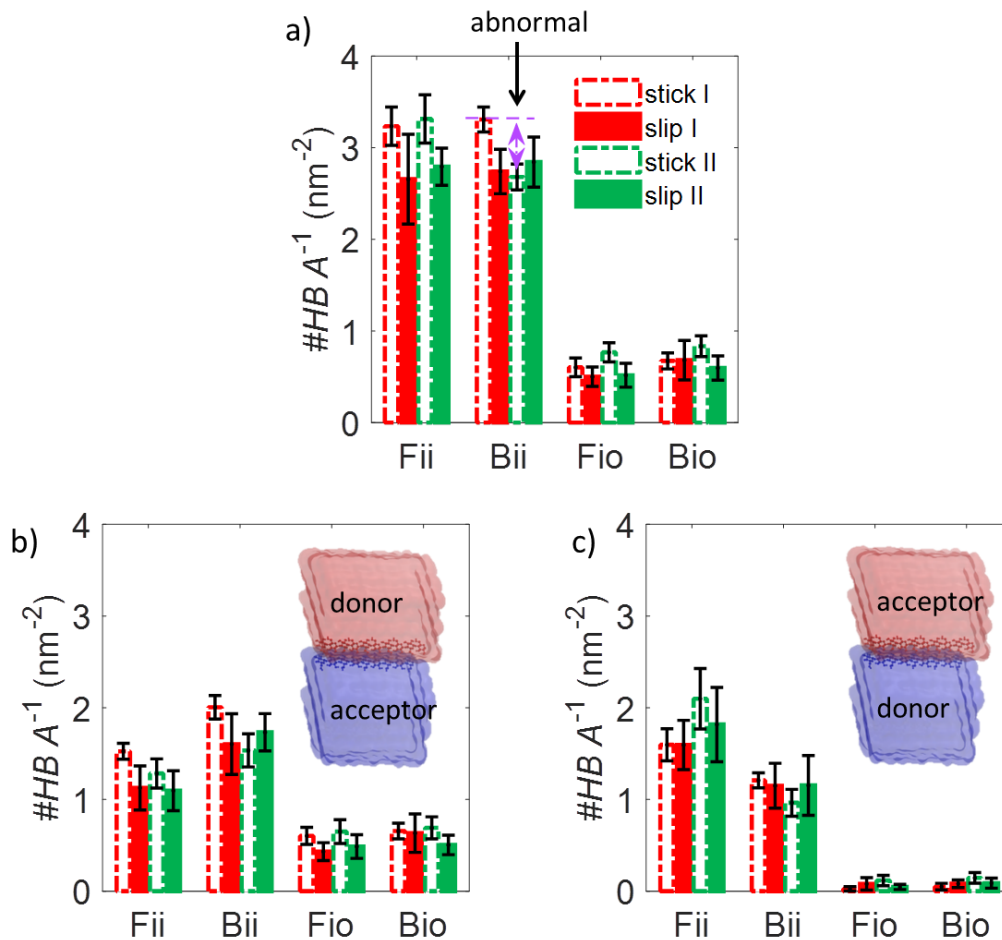 a)
abnormal
#HB A⁻¹ (nm⁻²)
4
3
2
1
0
stick I
slip I
stick II
slip II
Fii Bii Fio Bio
b)
#HB A⁻¹ (nm⁻²)
4
3
2
1
0
donor
acceptor
Fii Bii Fio Bio
c)
#HB A⁻¹ (nm⁻²)
4
3
2
1
0
acceptor
donor
Fii Bii Fio Bio